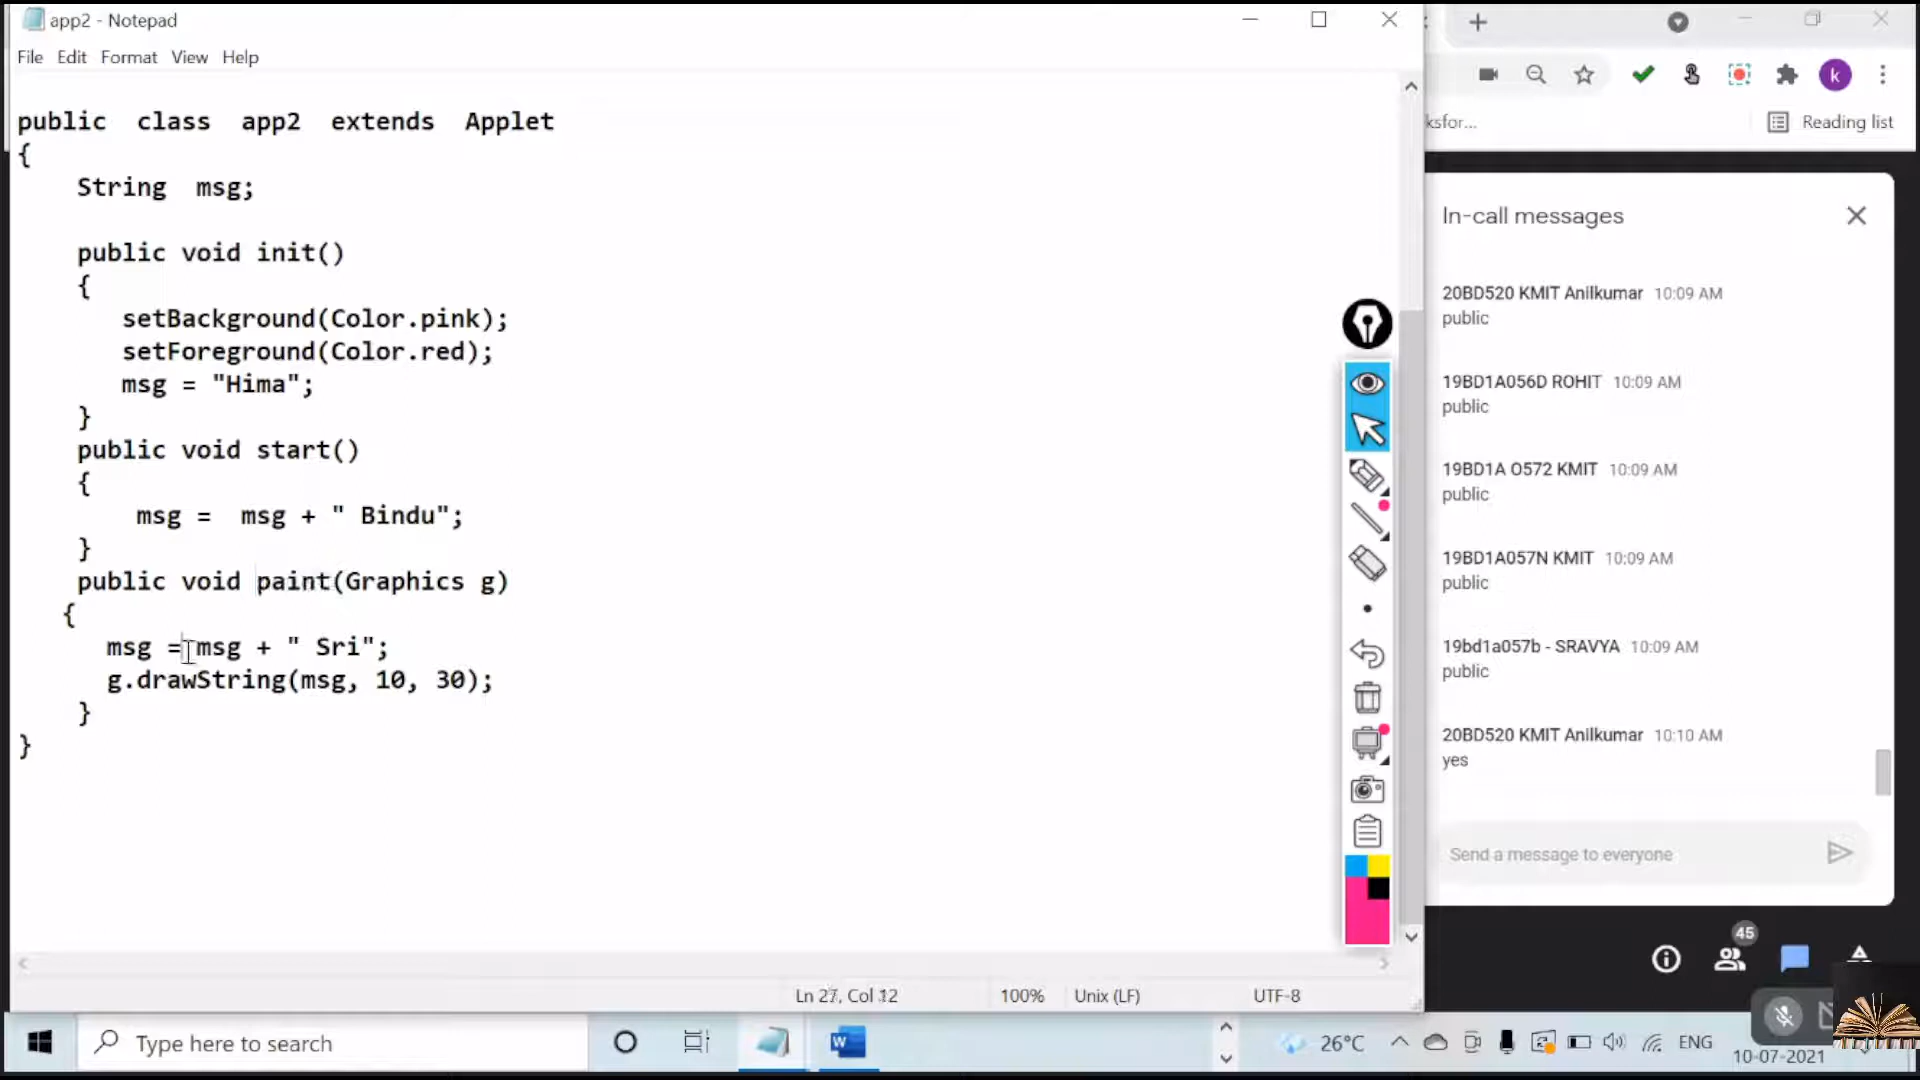 app2 - Notepad
File Edit Format View Help
public class app2 extends Applet
{
String msg;
public void init()
{
setBackground(Color.pink);
setForeground(Color.red);
msg = "Hima";
}
public void start()
{
msg = msg + " Bindu";
}
public void paint(Graphics g)
{
msg = msg + " Sri";
g.drawString(msg, 10, 30);
}
}
Ln 27, Col 12 100% Unix (LF) UTF-8
k
ksfor...
Reading list
In-call messages
20BD520 KMIT Anilkumar 10:09 AM
public
19BD1A056D ROHIT 10:09 AM
public
19BD1A O572 KMIT 10:09 AM
public
19BD1A057N KMIT 10:09 AM
public
19bd1a057b - SRAVYA 10:09 AM
public
20BD520 KMIT Anilkumar 10:10 AM
yes
Send a message to everyone
45
Type here to search
W
26°C
ENG
10-07-2021